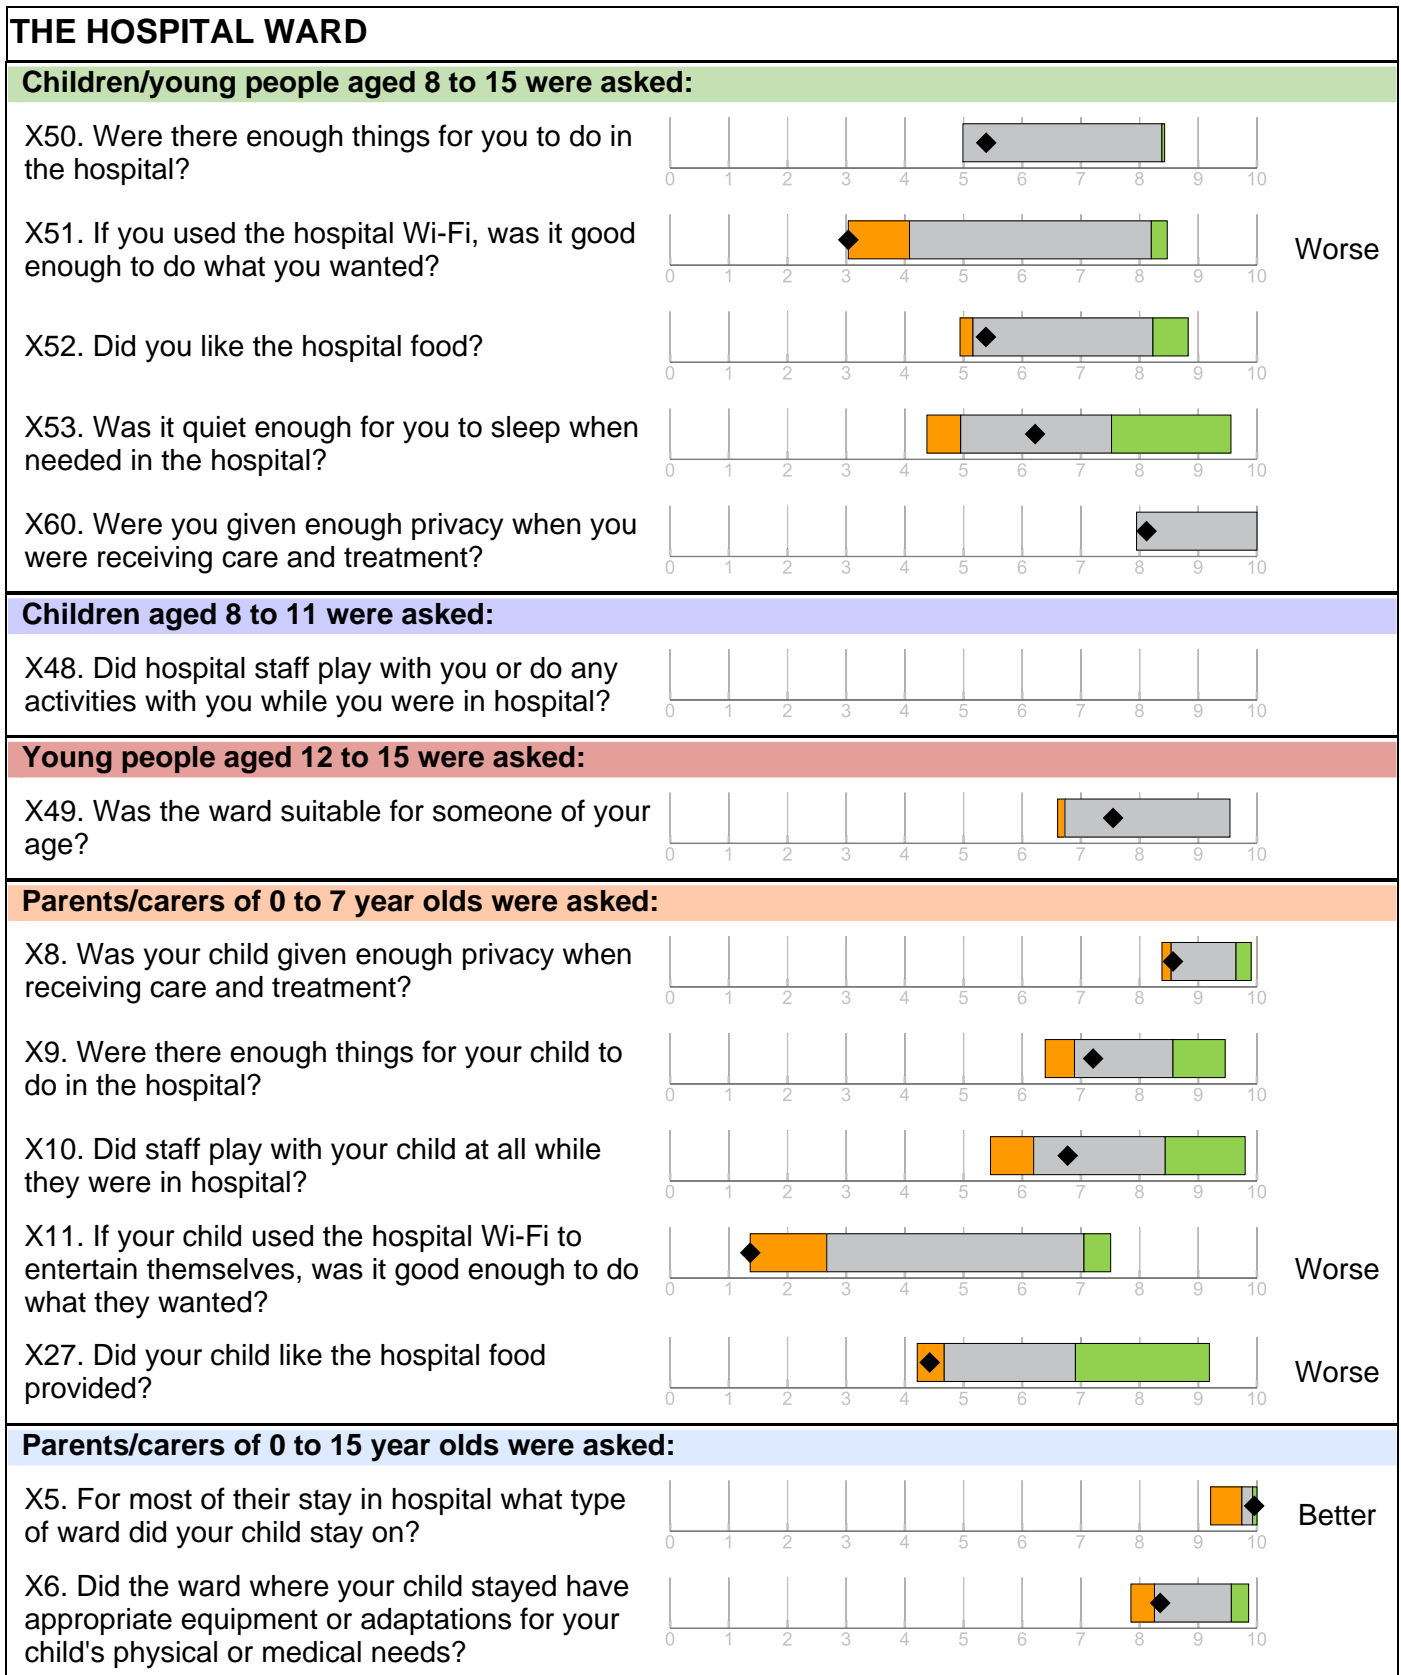 THE HOSPITAL WARD
Children/young people aged 8 to 15 were asked:
X50. Were there enough things for you to do in
the hospital?
0 1 2 3 4 5 6 7 8 9 10
X51. If you used the hospital Wi-Fi, was it good
enough to do what you wanted?
0 1 2 3 4 5 6 7 8 9 10
Worse
X52. Did you like the hospital food?
0 1 2 3 4 5 6 7 8 9 10
X53. Was it quiet enough for you to sleep when
needed in the hospital?
0 1 2 3 4 5 6 7 8 9 10
X60. Were you given enough privacy when you
were receiving care and treatment?
0 1 2 3 4 5 6 7 8 9 10
Children aged 8 to 11 were asked:
X48. Did hospital staff play with you or do any
activities with you while you were in hospital?
0 1 2 3 4 5 6 7 8 9 10
Young people aged 12 to 15 were asked:
X49. Was the ward suitable for someone of your
age?
0 1 2 3 4 5 6 7 8 9 10
Parents/carers of 0 to 7 year olds were asked:
X8. Was your child given enough privacy when
receiving care and treatment?
0 1 2 3 4 5 6 7 8 9 10
X9. Were there enough things for your child to
do in the hospital?
0 1 2 3 4 5 6 7 8 9 10
X10. Did staff play with your child at all while
they were in hospital?
0 1 2 3 4 5 6 7 8 9 10
X11. If your child used the hospital Wi-Fi to
entertain themselves, was it good enough to do
what they wanted?
0 1 2 3 4 5 6 7 8 9 10
Worse
X27. Did your child like the hospital food
provided?
0 1 2 3 4 5 6 7 8 9 10
Worse
Parents/carers of 0 to 15 year olds were asked:
X5. For most of their stay in hospital what type
of ward did your child stay on?
0 1 2 3 4 5 6 7 8 9 10
Better
X6. Did the ward where your child stayed have
appropriate equipment or adaptations for your
child's physical or medical needs?
0 1 2 3 4 5 6 7 8 9 10